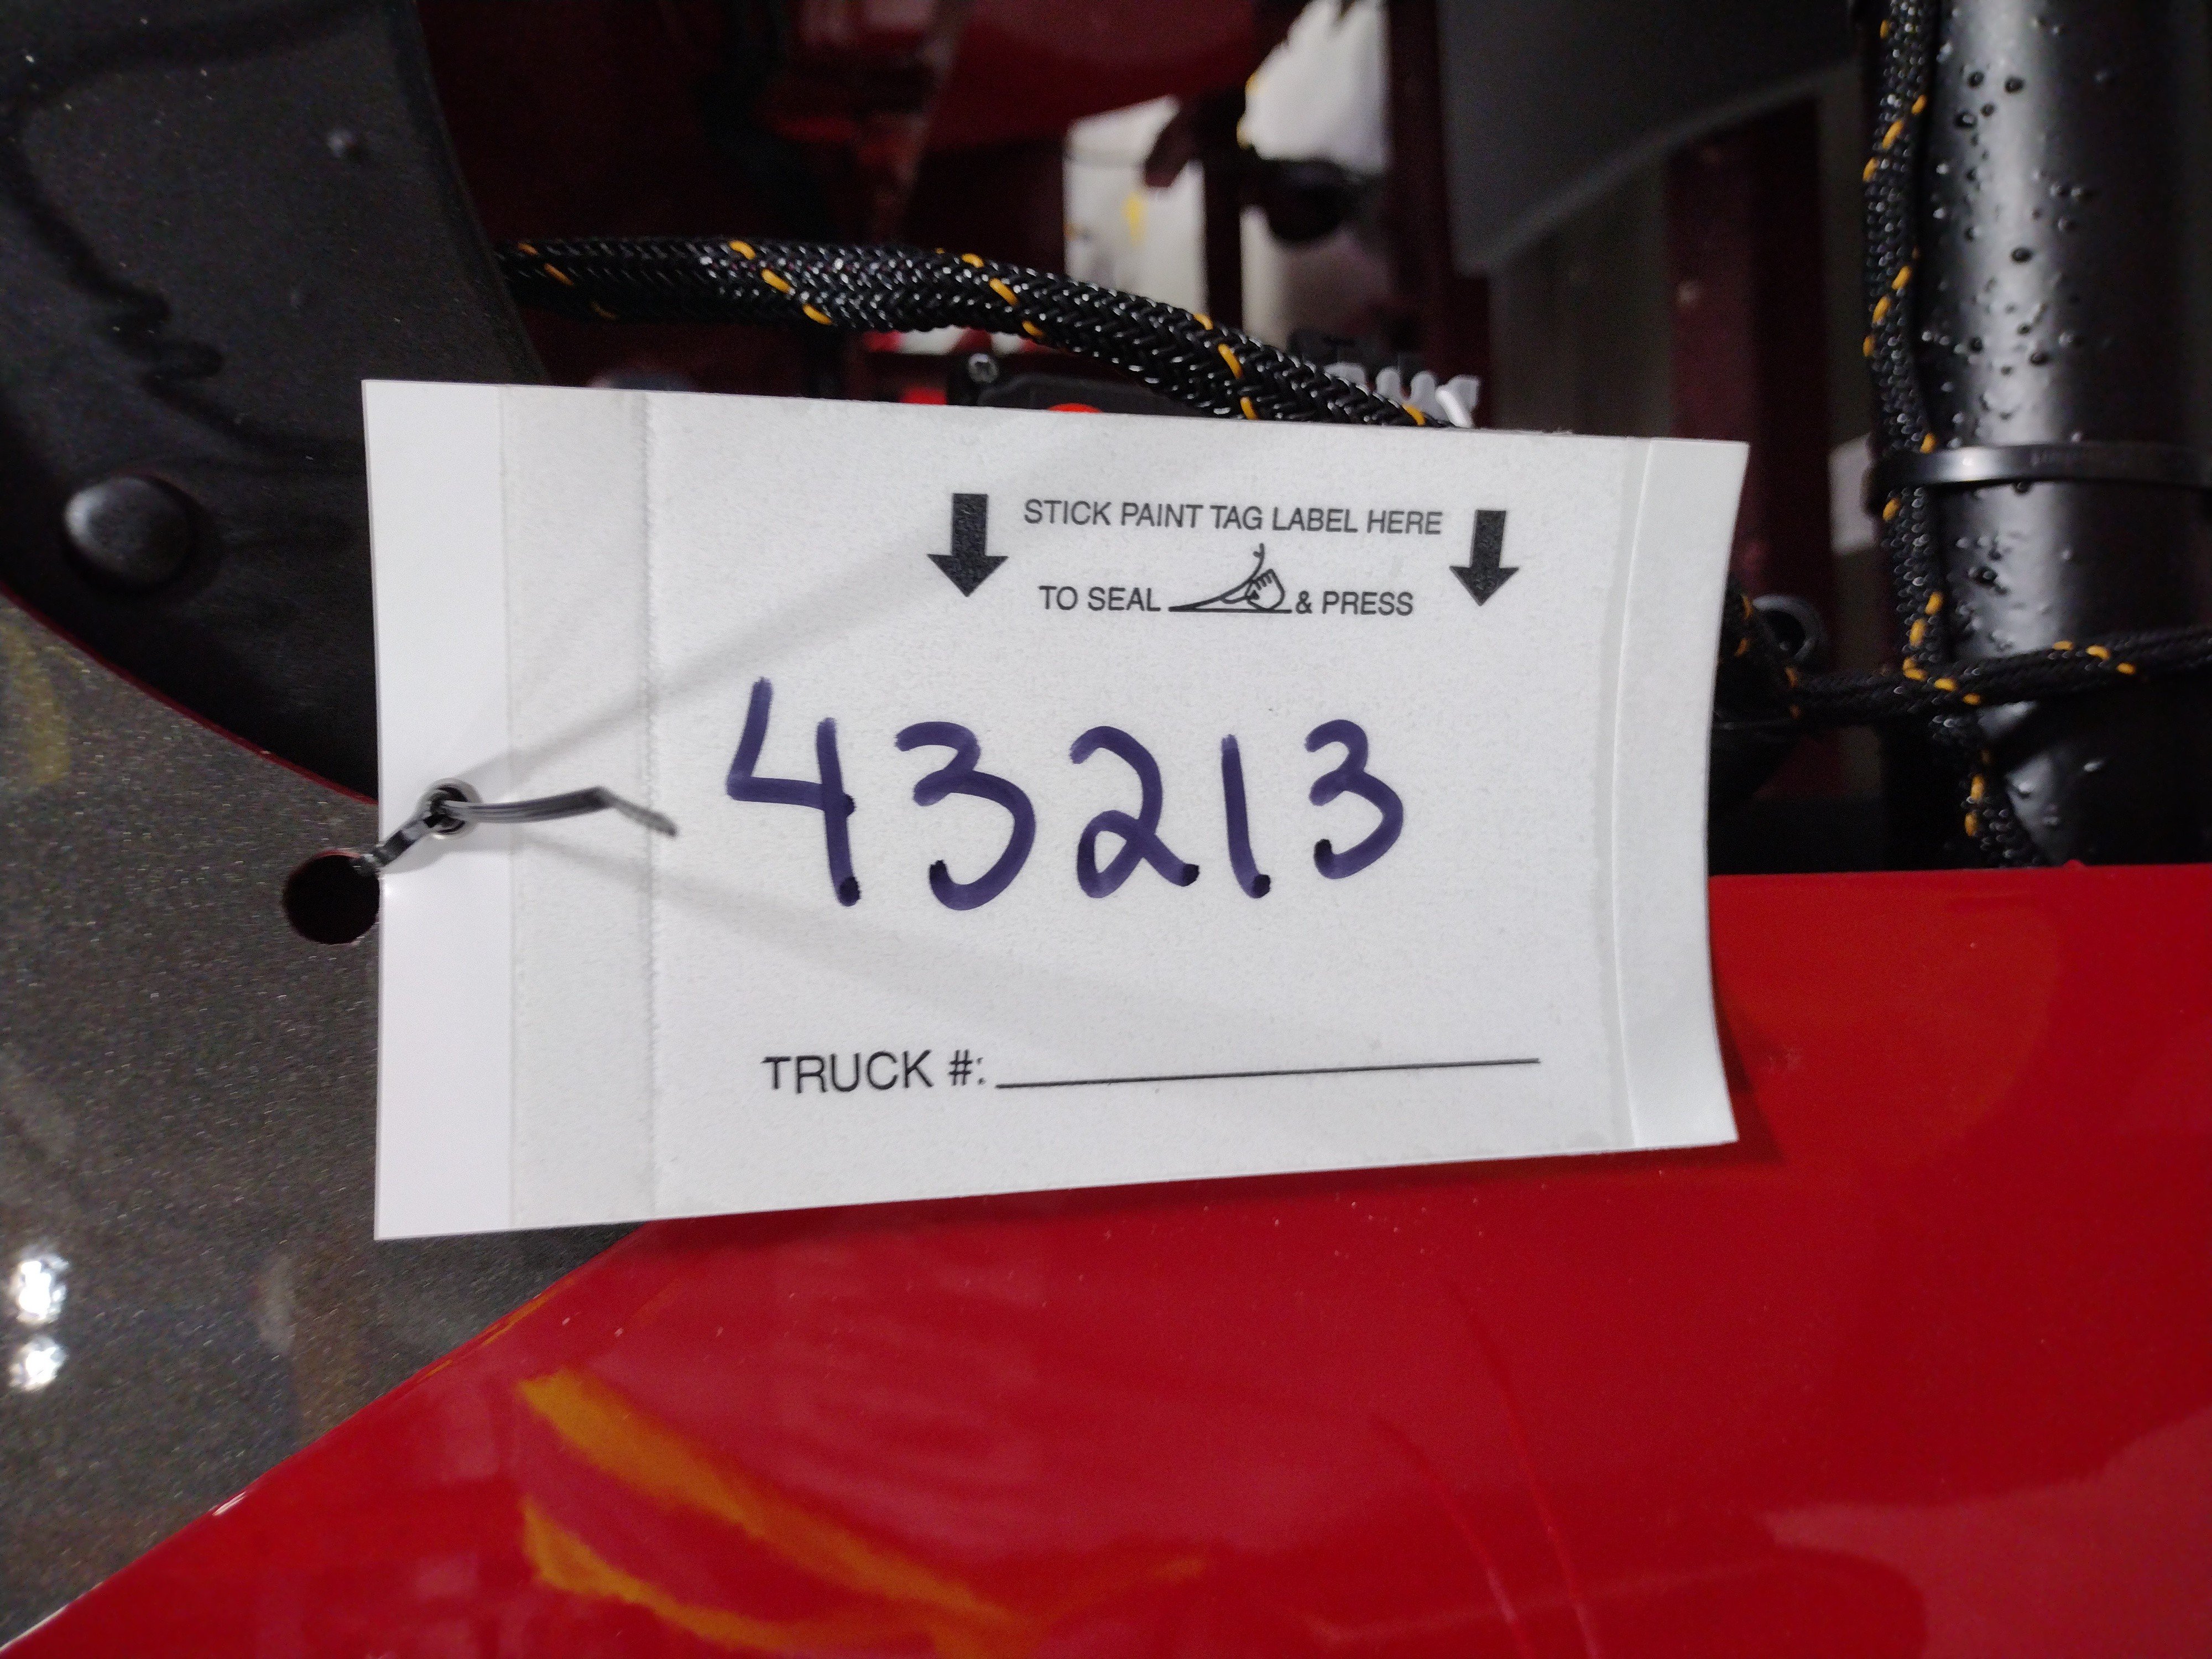 STICK PAINT TAG LABEL HERE
TO SEAL & PRESS
43213
TRUCK #: